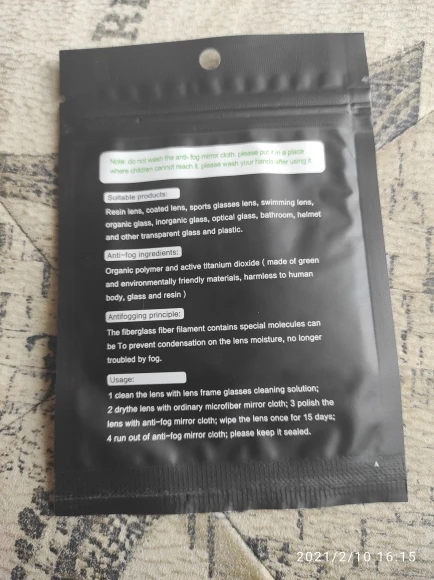 Note: do not wash the anti-fog mirror cloth, please put it in a place
where children cannot reach it, please wash your hands after using it
Suitable products:
Resin lens, coated lens, sports glasses lens, swimming lens,
organic glass, inorganic glass, optical glass, bathroom, helmet
and other transparent glass and plastic.
Anti-fog ingredients:
Organic polymer and active titanium dioxide ( made of green
and environmentally friendly materials, harmless to human
body, glass and resin )
Antifogging principle:
The fiberglass fiber filament contains special molecules can
be To prevent condensation on the lens moisture, no longer
troubled by fog.
Usage:
1 clean the lens with lens frame glasses cleaning solution;
2 drythe lens with ordinary microfiber mirror cloth; 3 polish the
lens with anti-fog mirror cloth; wipe the lens once for 15 days;
4 run out of anti-fog mirror cloth; please keep it sealed.
2021/2/10 16:15